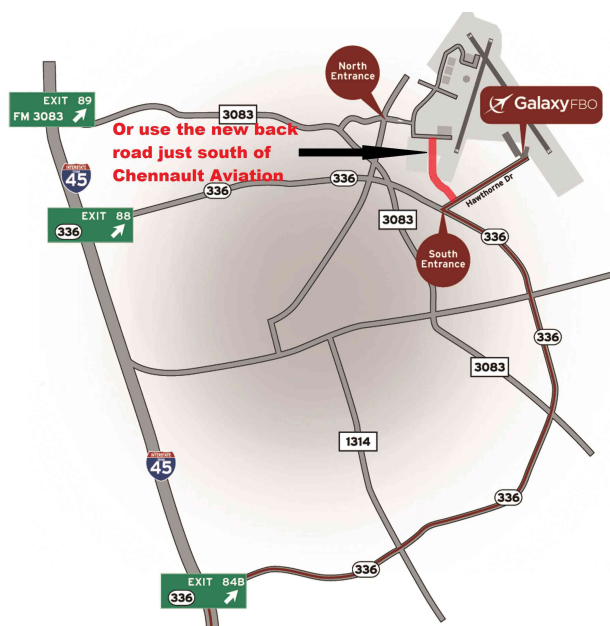 North
Entrance
GalaxyFBO
EXIT 89
FM 3083
3083
Or use the new back
road just south of
Chennault Aviation
INTERSTATE
45
336
336
Hawthorne Dr
EXIT 88
336
3083
336
South
Entrance
336
3083
1314
INTERSTATE
45
336
336
EXIT 84B
336